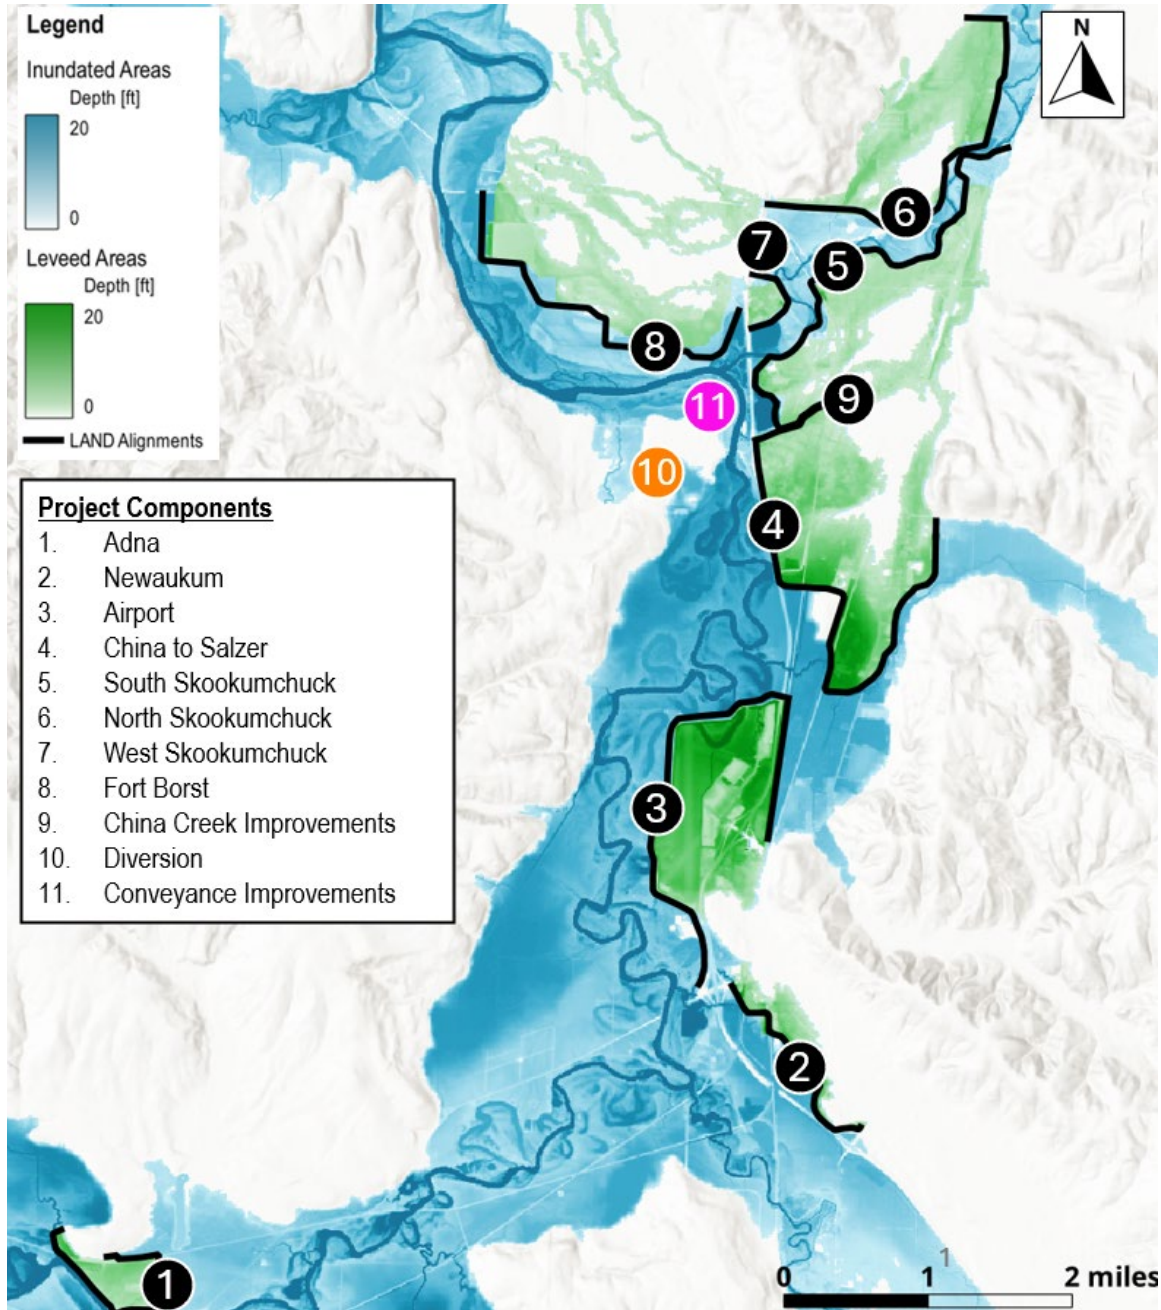 Legend
Inundated Areas
Depth [ft]
20
0
Leveed Areas
Depth [ft]
20
0
LAND Alignments
N
Project Components
1. Adna
2. Newaukum
3. Airport
4. China to Salzer
5. South Skookumchuck
6. North Skookumchuck
7. West Skookumchuck
8. Fort Borst
9. China Creek Improvements
10. Diversion
11. Conveyance Improvements
6
7
5
8
11
9
10
4
3
2
1
1
0 1 2 miles